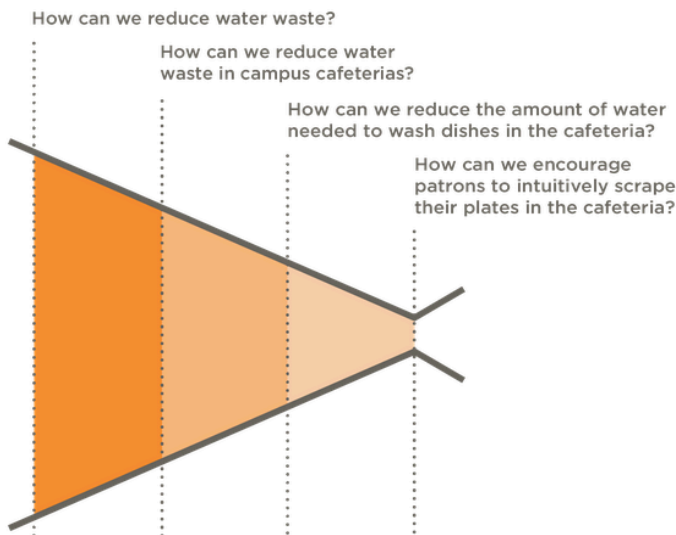 How can we reduce water waste?
How can we reduce water
waste in campus cafeterias?
How can we reduce the amount of water
needed to wash dishes in the cafeteria?
How can we encourage
patrons to intuitively scrape
their plates in the cafeteria?